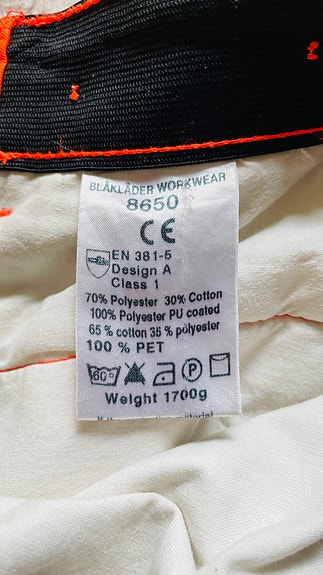 BLÅKLÄDER WORKWEAR
8650
CE
EN 381-5
Design A
Class 1
70% Polyester 30% Cotton
100% Polyester PU coated
65 % cotton 35 % polyester
100 % PET
60° P
Weight 1700g